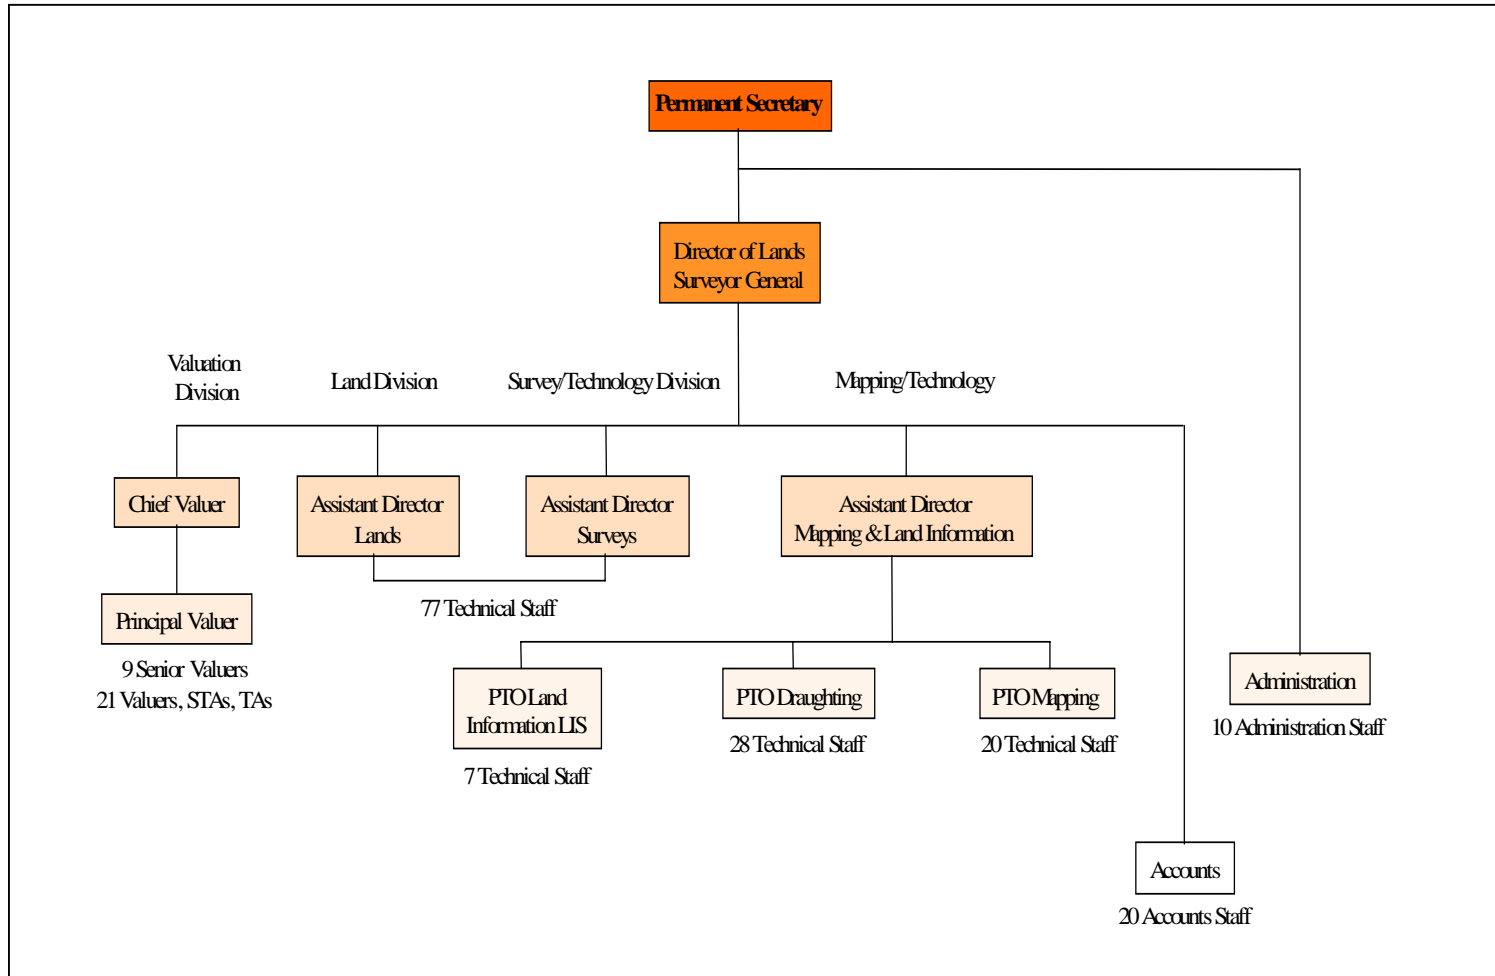 Permanent Secretary
Director of Lands
Surveyor General
Valuation
Division
Land Division
Survey/Technology Division
Mapping/Technology
Chief Valuer
Assistant Director
Lands
Assistant Director
Surveys
Assistant Director
Mapping & Land Information
77 Technical Staff
Principal Valuer
9 Senior Valuers
21 Valuers, STAs, TAs
PTO Land
Information LIS
7 Technical Staff
PTO Draughting
28 Technical Staff
PTO Mapping
20 Technical Staff
Administration
10 Administration Staff
Accounts
20 Accounts Staff